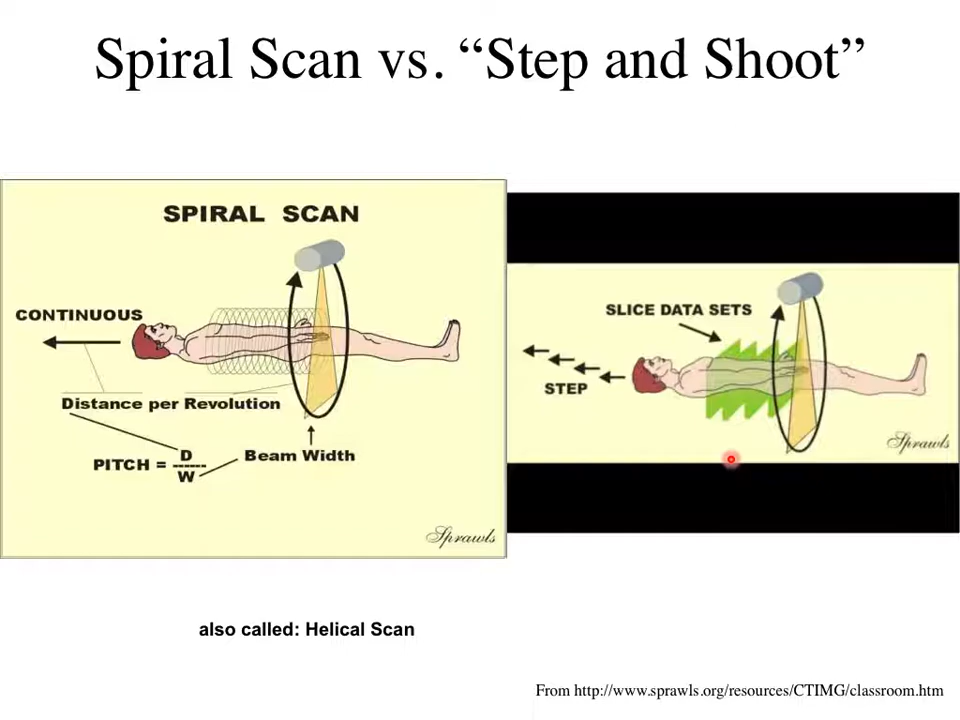 Spiral Scan vs. “Step and Shoot”
SPIRAL SCAN
CONTINUOUS
Distance per Revolution
PITCH = D
------
W
Beam Width
Sprawls
SLICE DATA SETS
STEP
Sprawls
also called: Helical Scan
From http://www.sprawls.org/resources/CTIMG/classroom.htm